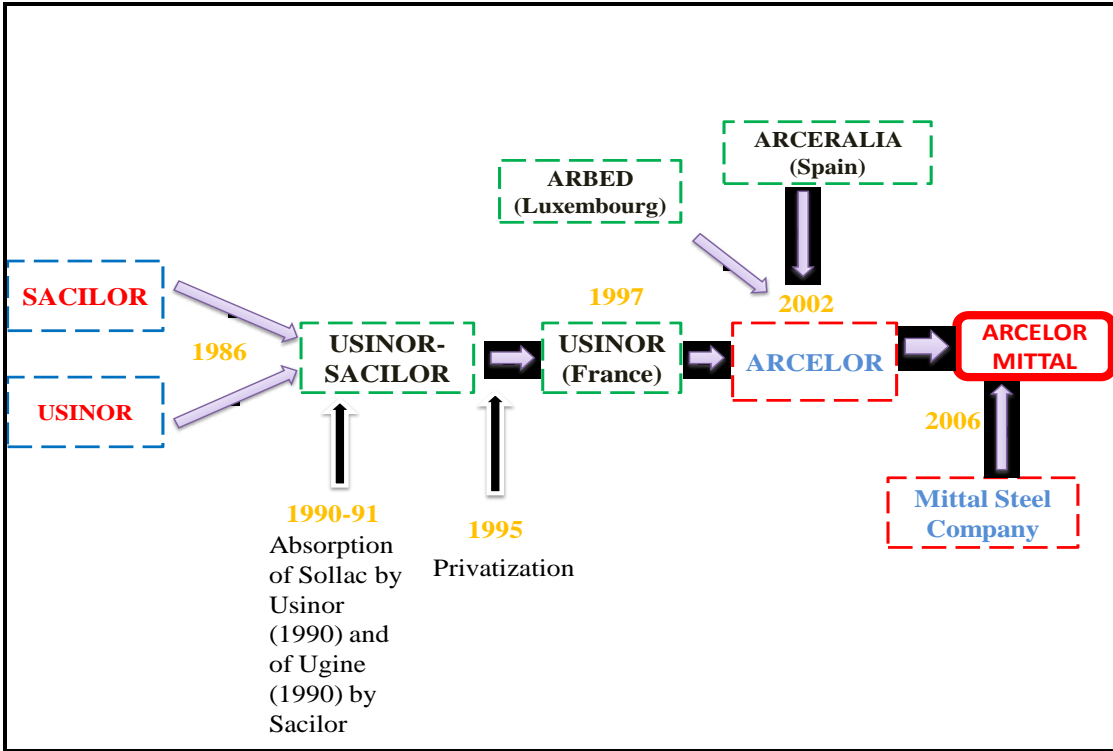 ARCERALIA
(Spain)
ARBED
(Luxembourg)
SACILOR
1986
USINOR
USINOR-
SACILOR
1997
USINOR
(France)
2002
ARCELOR
ARCELOR
MITTAL
2006
Mittal Steel
Company
1990-91
Absorption
of Sollac by
Usinor
(1990) and
of Ugine
(1990) by
Sacilor
1995
Privatization